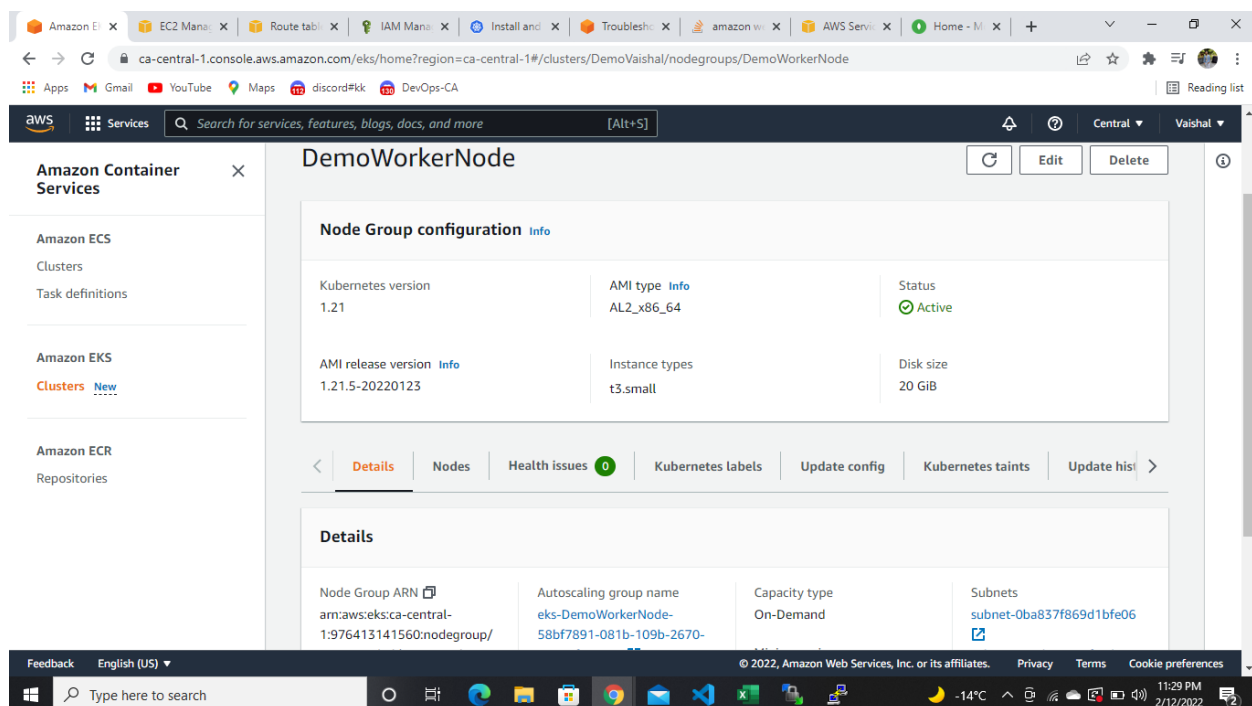 Amazon E
EC2 Mana
Route tabl
IAM Mana
Install and
Troublesho
amazon w
AWS Servic
Home - M
ca-central-1.console.aws.amazon.com/eks/home?region=ca-central-1#/clusters/DemoVaishal/nodegroups/DemoWorkerNode
Apps Gmail YouTube Maps discord#kk DevOps-CA Reading list
aws Services Search for services, features, blogs, docs, and more [Alt+S] Central ▼ Vaishal ▼
Amazon Container
Services
Amazon ECS
Clusters
Task definitions
Amazon EKS
Clusters New
Amazon ECR
Repositories
DemoWorkerNode
Edit Delete
Node Group configuration Info
Kubernetes version
1.21
AMI type Info
AL2_x86_64
Status
Active
AMI release version Info
1.21.5-20220123
Instance types
t3.small
Disk size
20 GiB
Details Nodes Health issues 0 Kubernetes labels Update config Kubernetes taints Update his
Details
Node Group ARN
arn:aws:eks:ca-central-
1:976413141560:nodegroup/
Autoscaling group name
eks-DemoWorkerNode-
58bf7891-081b-109b-2670-
Capacity type
On-Demand
Subnets
subnet-0ba837f869d1bfe06
Feedback English (US) ▼ © 2022, Amazon Web Services, Inc. or its affiliates. Privacy Terms Cookie preferences
Type here to search
-14°C
11:29 PM
2/12/2022
2